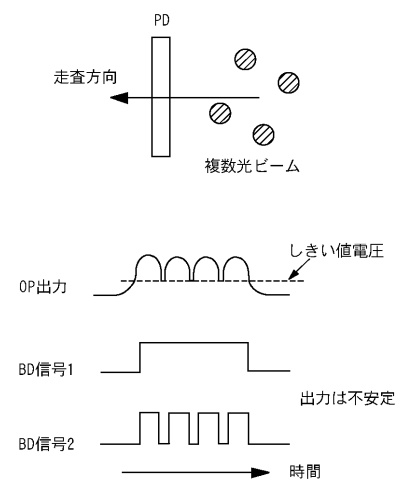 PD
走査方向
複数光ビーム
しきい値電圧
OP出力
BD信号1
出力は不安定
BD信号2
時間